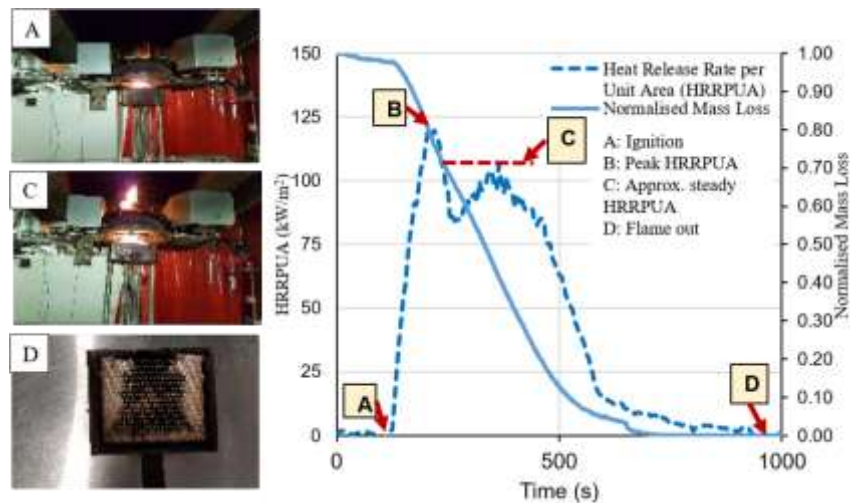 A
C
D
HRRPUA (kW/m²)
150
125
100
75
50
25
0
0
500
1000
Time (s)
1.00
0.90
0.80
0.70
0.60
0.50
0.40
0.30
0.20
0.10
0.00
Normalised Mass Loss
Heat Release Rate per
Unit Area (HRRPUA)
Normalised Mass Loss
A: Ignition
B: Peak HRRPUA
C: Approx. steady
HRRPUA
D: Flame out
B
C
A
D